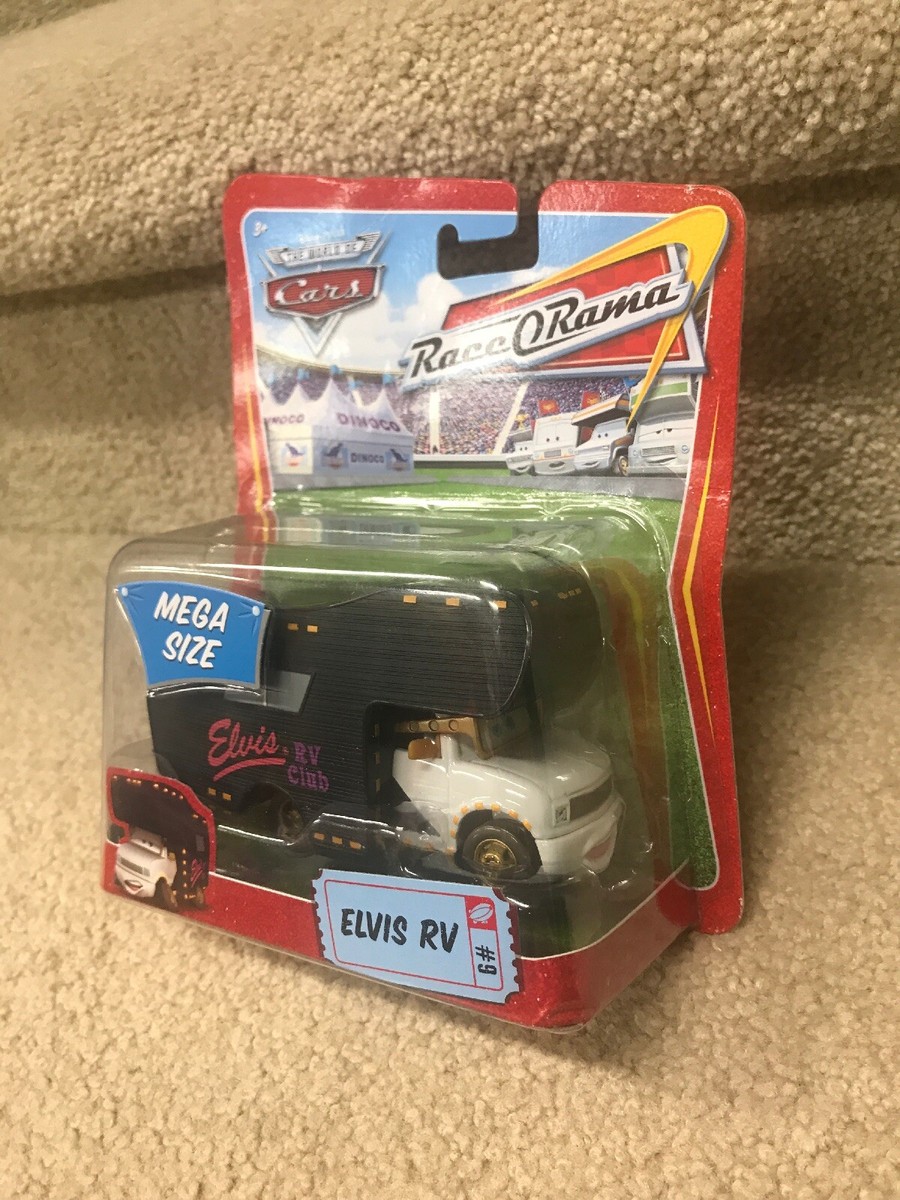 3+
THE WORLD OF
Cars
Race O Rama
DINOCO
DINOCO
MEGA
SIZE
Elvis
RV
Club
ELVIS RV
#9